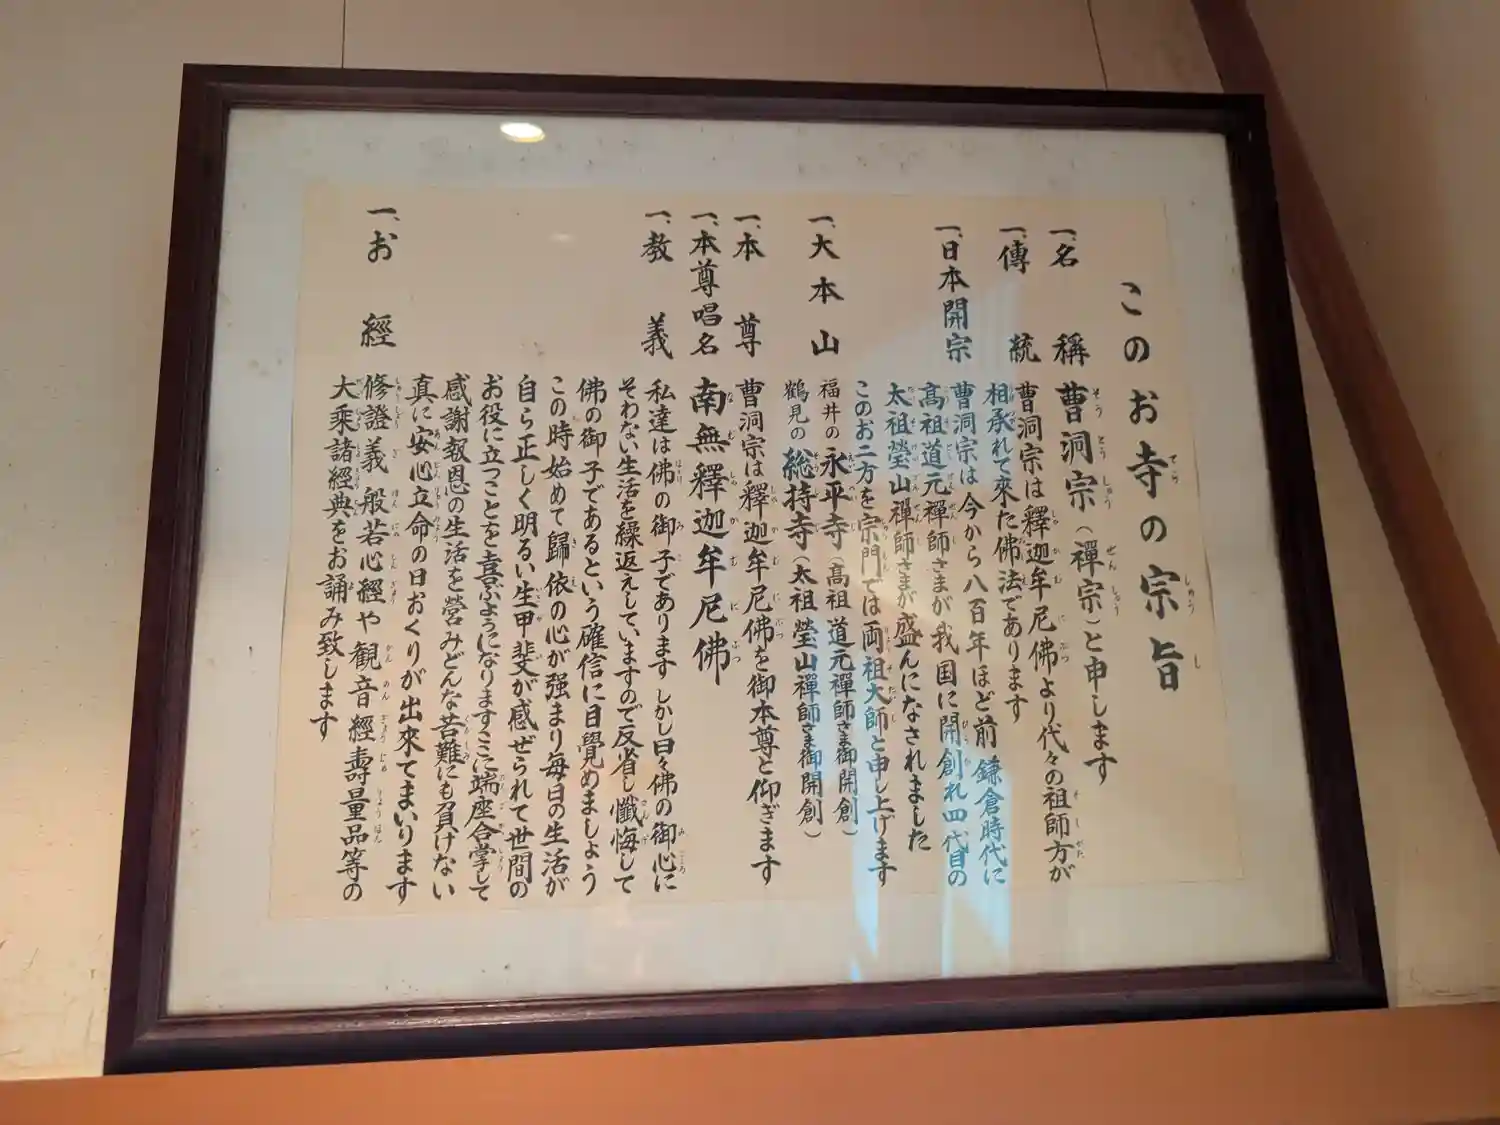 このお寺の宗旨
一、名稱 曹洞宗(禪宗)と申します
一、傳統 曹洞宗は釋迦牟尼佛より代々の祖師方が
相承れて來た佛法であります
一、日本開宗 曹洞宗は今から八百年ほど前鎌倉時代に
髙祖道元禪師さまが我国に開創れ四代目の
太祖瑩山禪師さまが盛んになされました
このお二方を宗門では両祖大師と申し上げます
一、大本山 福井の永平寺(髙祖道元禪師さま御開創)
鶴見の総持寺(太祖瑩山禪師さま御開創)
一、本尊 曹洞宗は釋迦牟尼佛を御本尊と仰ぎます
一、本尊唱名 南無釋迦牟尼佛
一、教義 私達は佛の御子であります しかし日々佛の御心に
そわない生活を繰返えしていますので反省し懺悔して
佛の御子であるという確信に目覺めましょう
この時始めて歸依の心が强まり每日の生活が
自ら正しく明るい生甲斐が感ぜられて世間の
お役に立つことを喜ぶようになりますここに端座合掌して
感謝報恩の生活を営みどんな苦難にも負けない
真に安心立命の日おくりが出來てまいります
一、お經 修證義 般若心經や観音經壽量品等の
大乘諸經典をお誦み致します